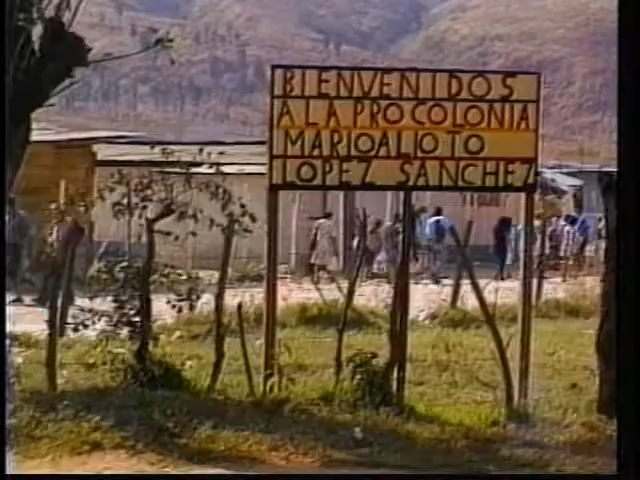 BIENVENIDOS
A LA PRO COLONIA
MARIO ALIOTO
LOPEZ SANCHEZ